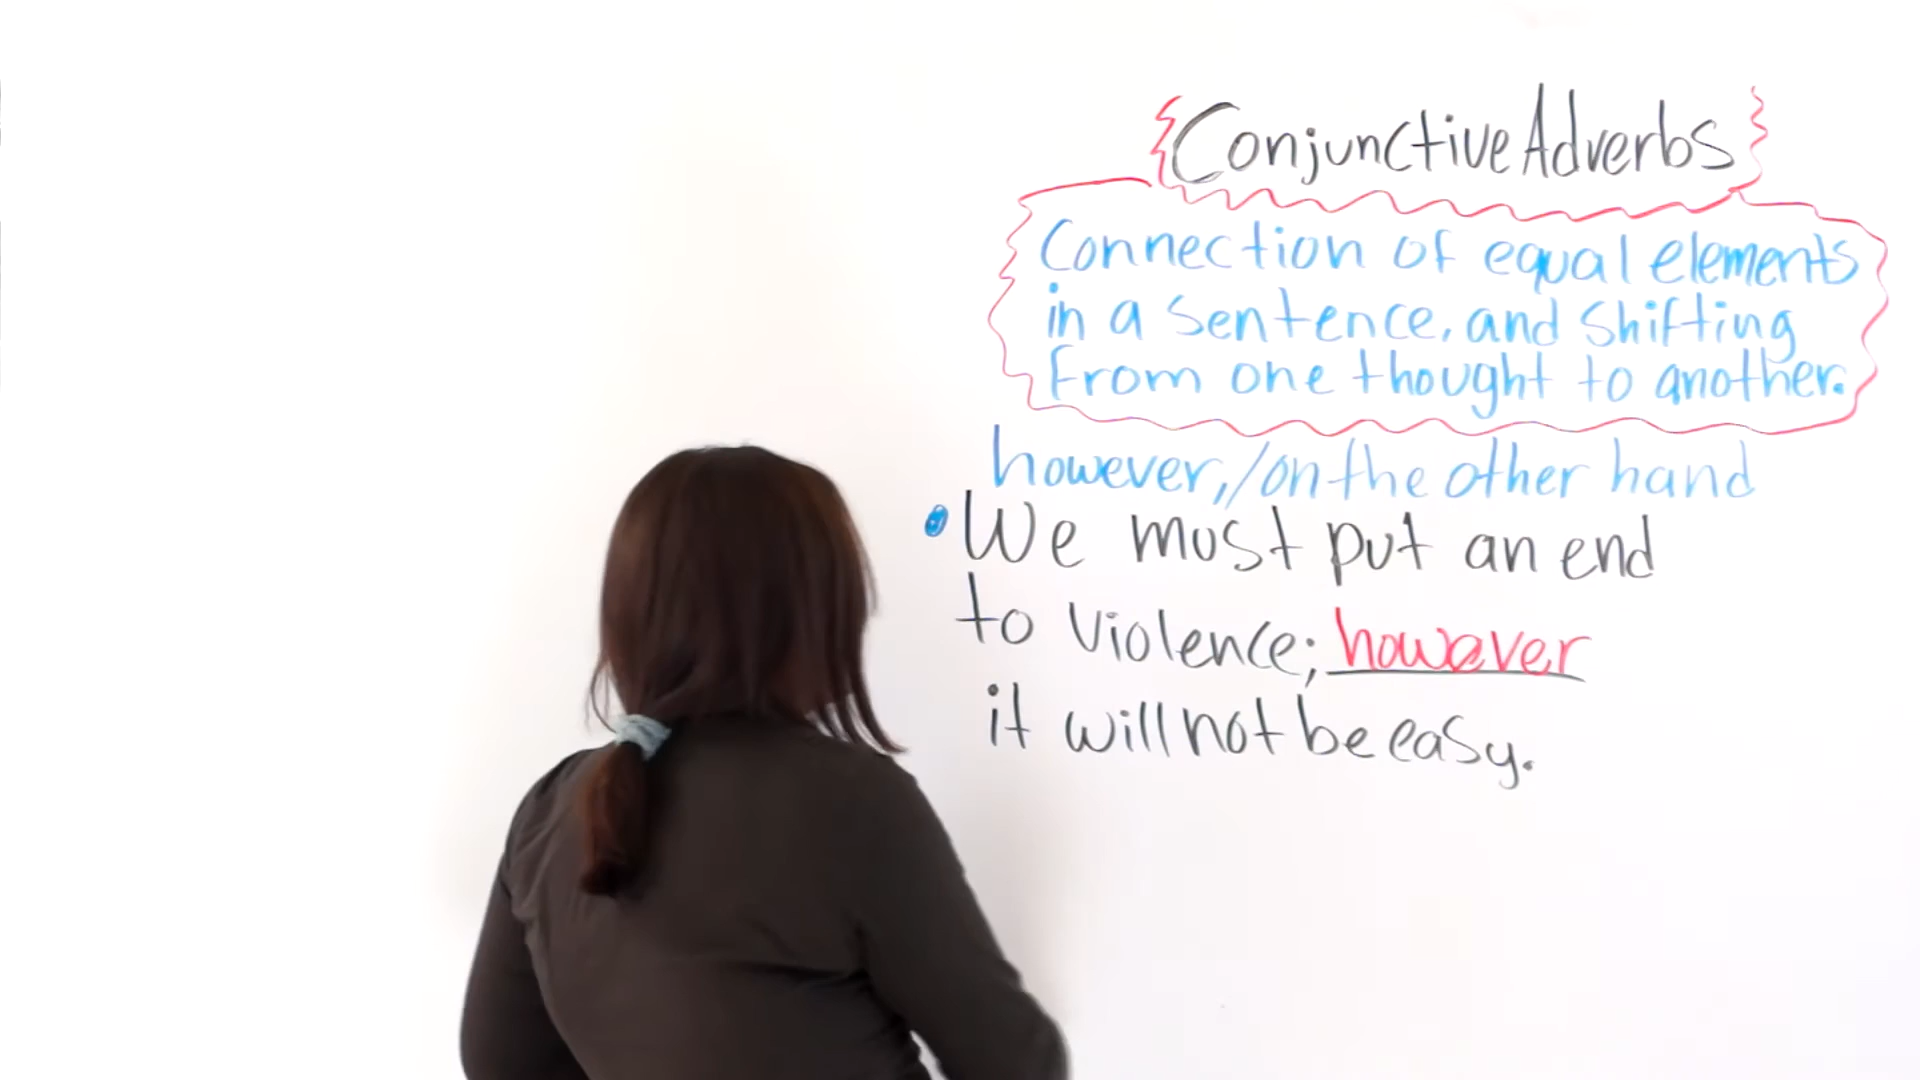 Conjunctive Adverbs
Connection of equal elements
in a sentence, and shifting
from one thought to another.
however,/on the other hand
• We must put an end
to violence; however
it will not be easy.